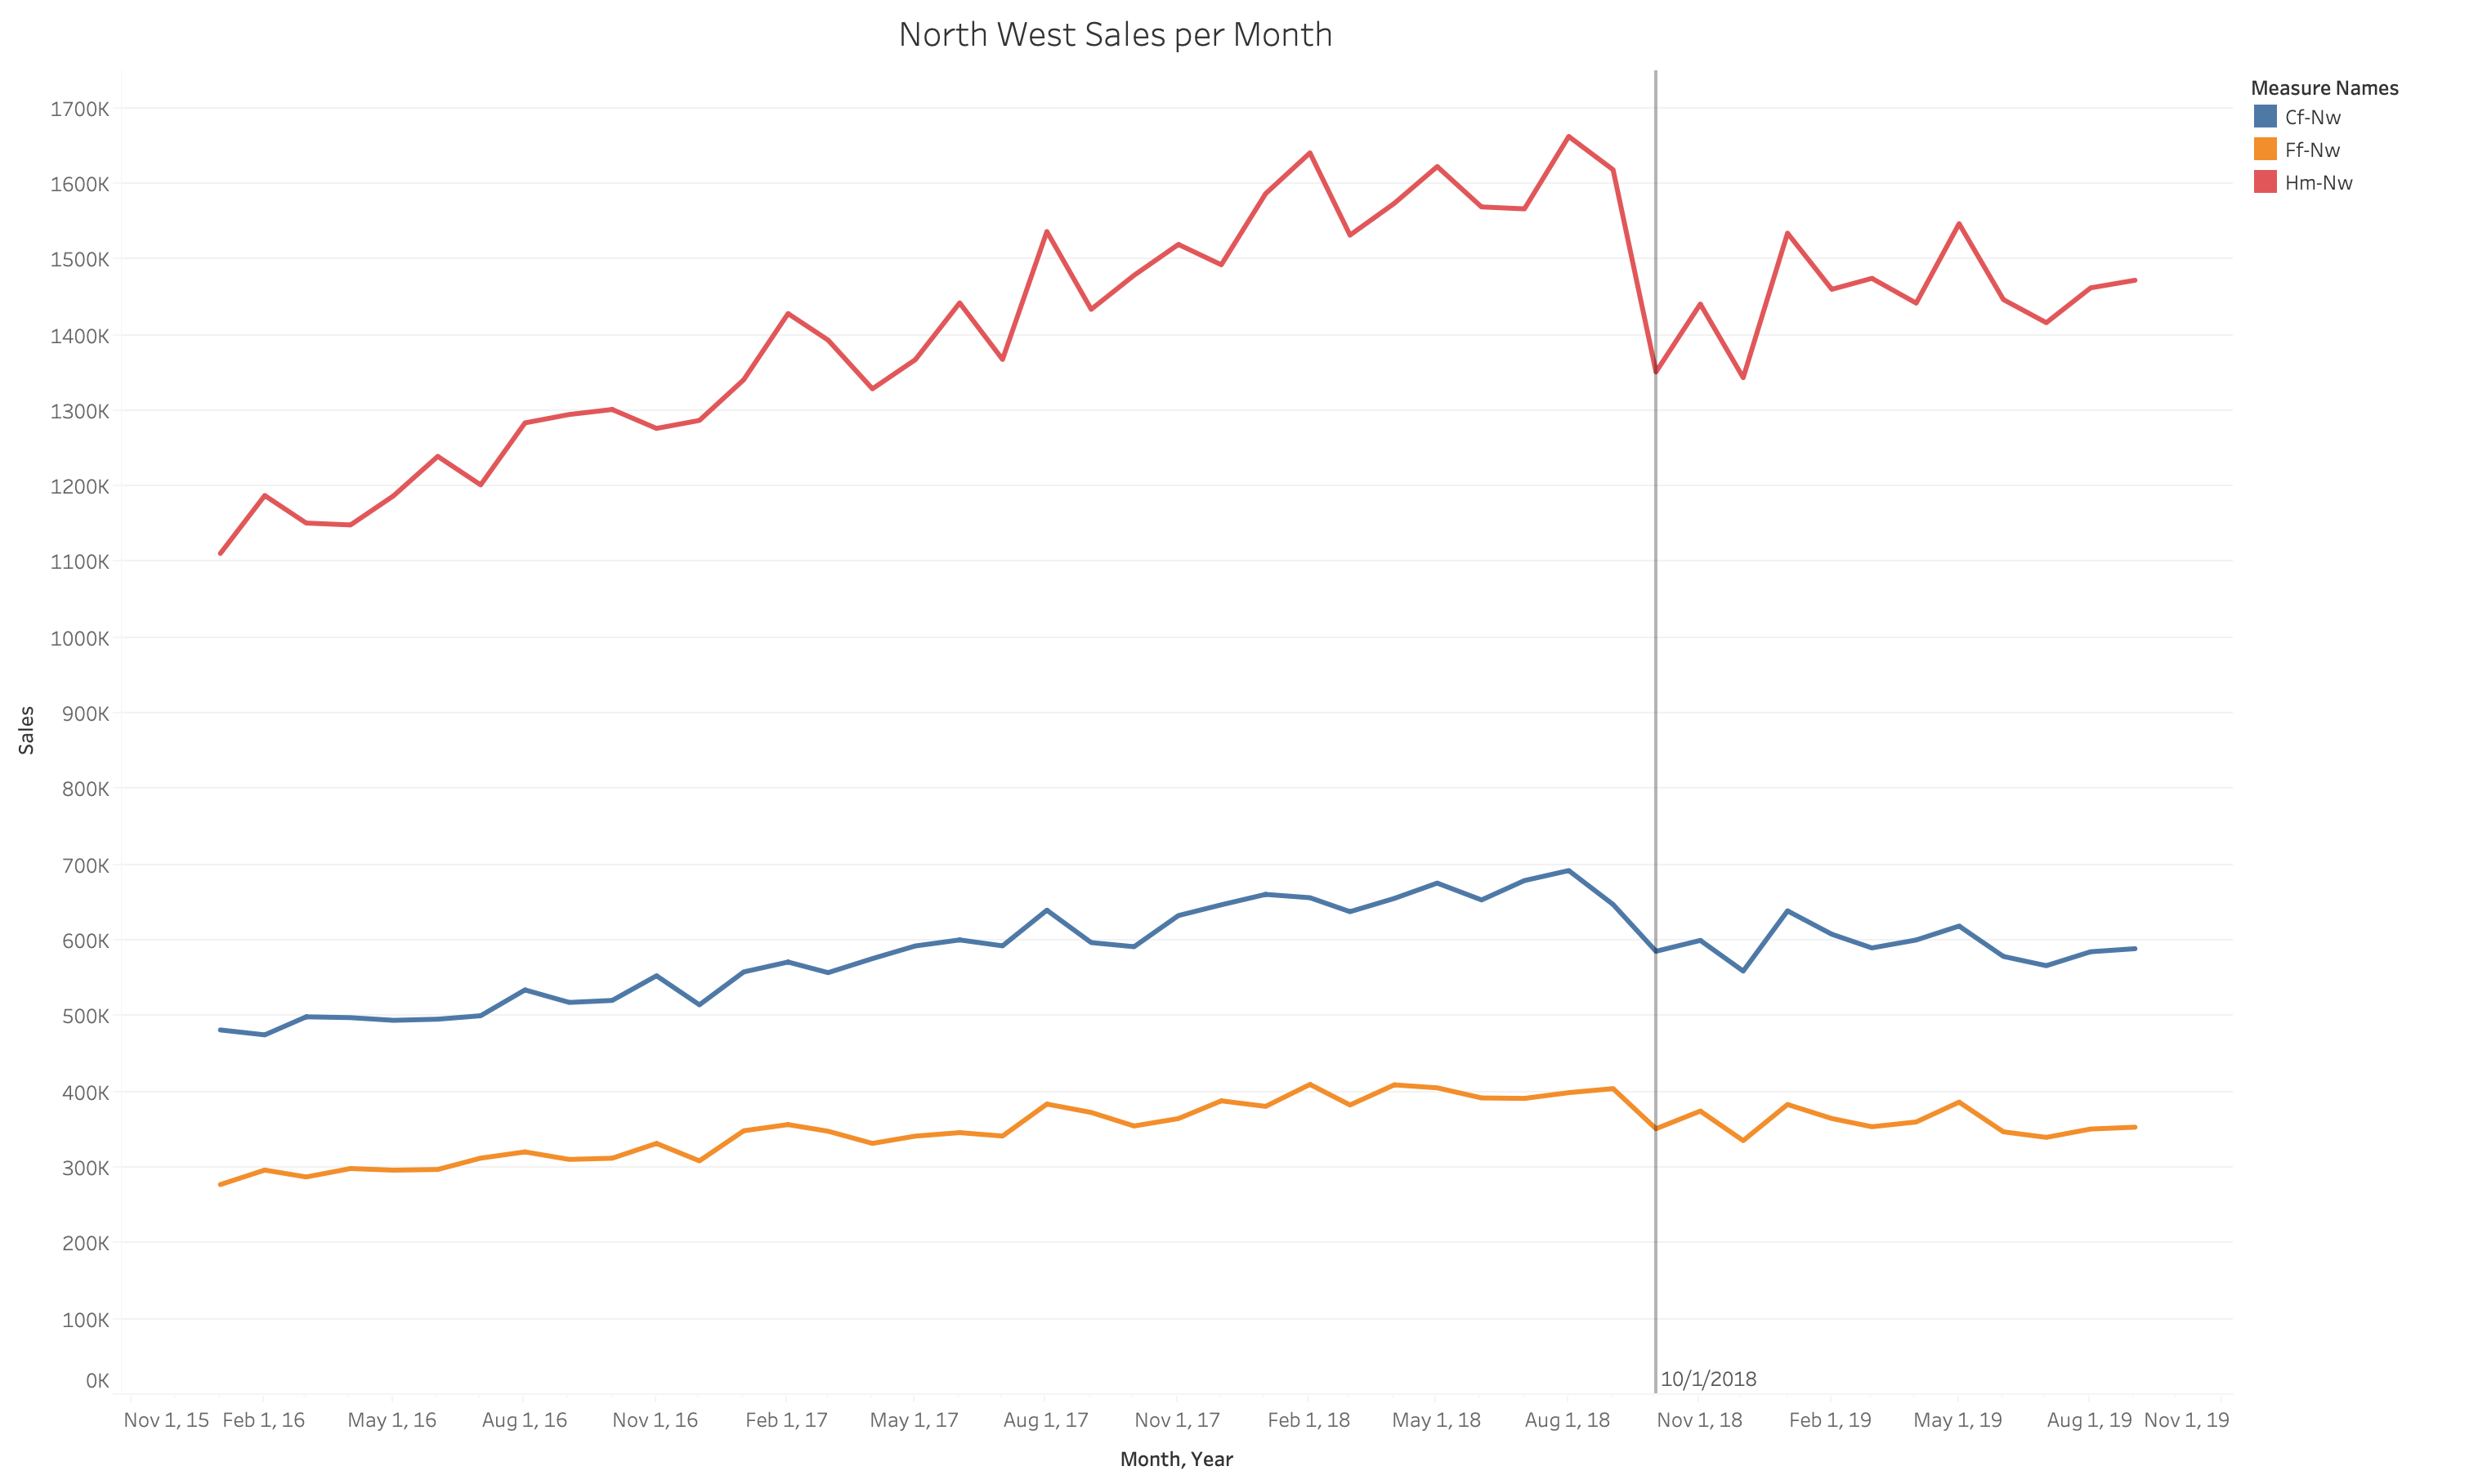 North West Sales per Month
Measure Names
Cf-Nw
Ff-Nw
Hm-Nw
1700K
1600K
1500K
1400K
1300K
1200K
1100K
1000K
900K
800K
700K
600K
500K
400K
300K
200K
100K
0K
Sales
10/1/2018
Nov 1, 15 Feb 1, 16 May 1, 16 Aug 1, 16 Nov 1, 16 Feb 1, 17 May 1, 17 Aug 1, 17 Nov 1, 17 Feb 1, 18 May 1, 18 Aug 1, 18 Nov 1, 18 Feb 1, 19 May 1, 19 Aug 1, 19 Nov 1, 19
Month, Year